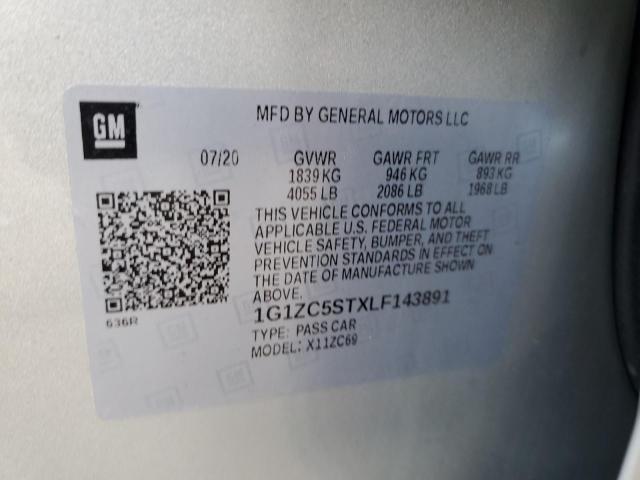 GM
MFD BY GENERAL MOTORS LLC
07/20 GVWR GAWR FRT GAWR RR
1839 KG 946 KG 893 KG
4055 LB 2086 LB 1968 LB
THIS VEHICLE CONFORMS TO ALL
APPLICABLE U.S. FEDERAL MOTOR
VEHICLE SAFETY, BUMPER, AND THEFT
PREVENTION STANDARDS IN EFFECT ON
THE DATE OF MANUFACTURE SHOWN
ABOVE.
636R
1G1ZC5STXLF143891
TYPE: PASS CAR
MODEL: X11ZC69